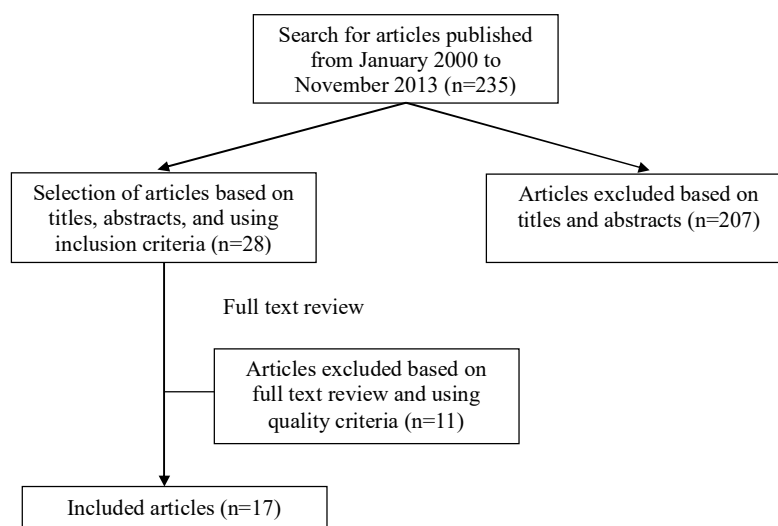 Search for articles published
from January 2000 to
November 2013 (n=235)
Selection of articles based on
titles, abstracts, and using
inclusion criteria (n=28)
Articles excluded based on
titles and abstracts (n=207)
Full text review
Articles excluded based on
full text review and using
quality criteria (n=11)
Included articles (n=17)